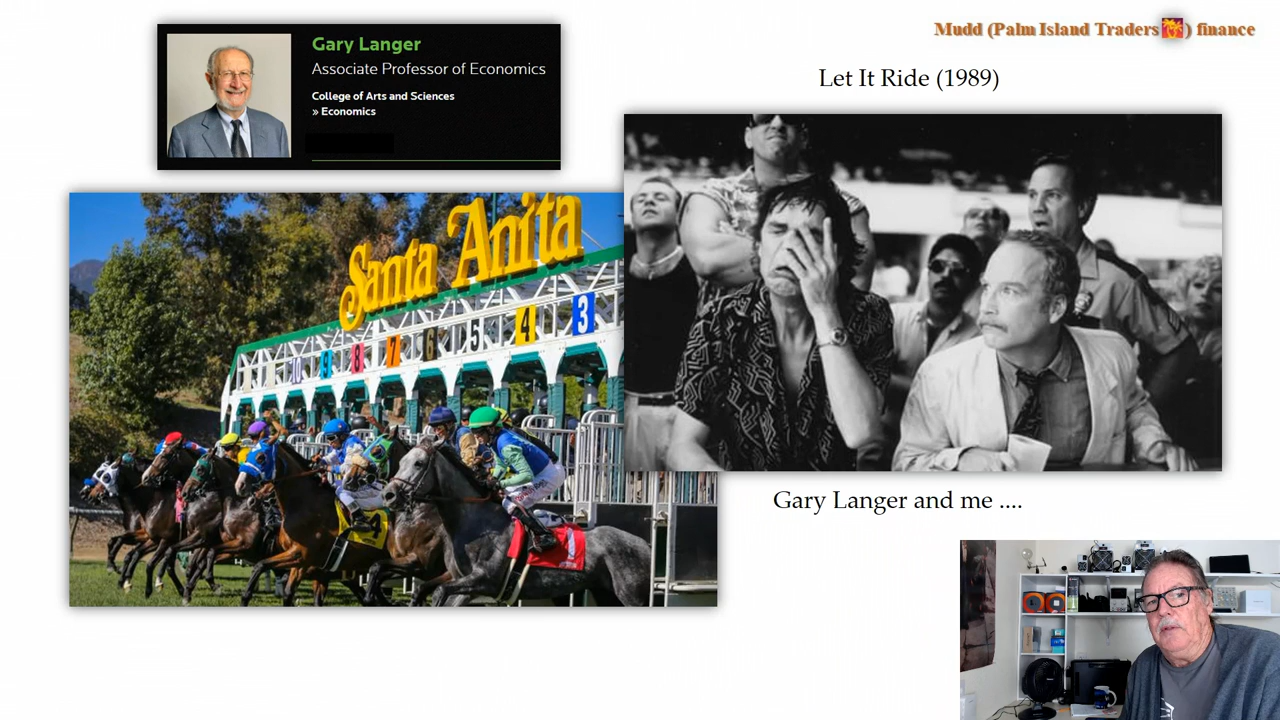 Gary Langer
Associate Professor of Economics
College of Arts and Sciences
» Economics
Mudd (Palm Island Traders ) finance
Let It Ride (1989)
Santa Anita
10 9 8 7 6 5 4 3
Gary Langer and me ....